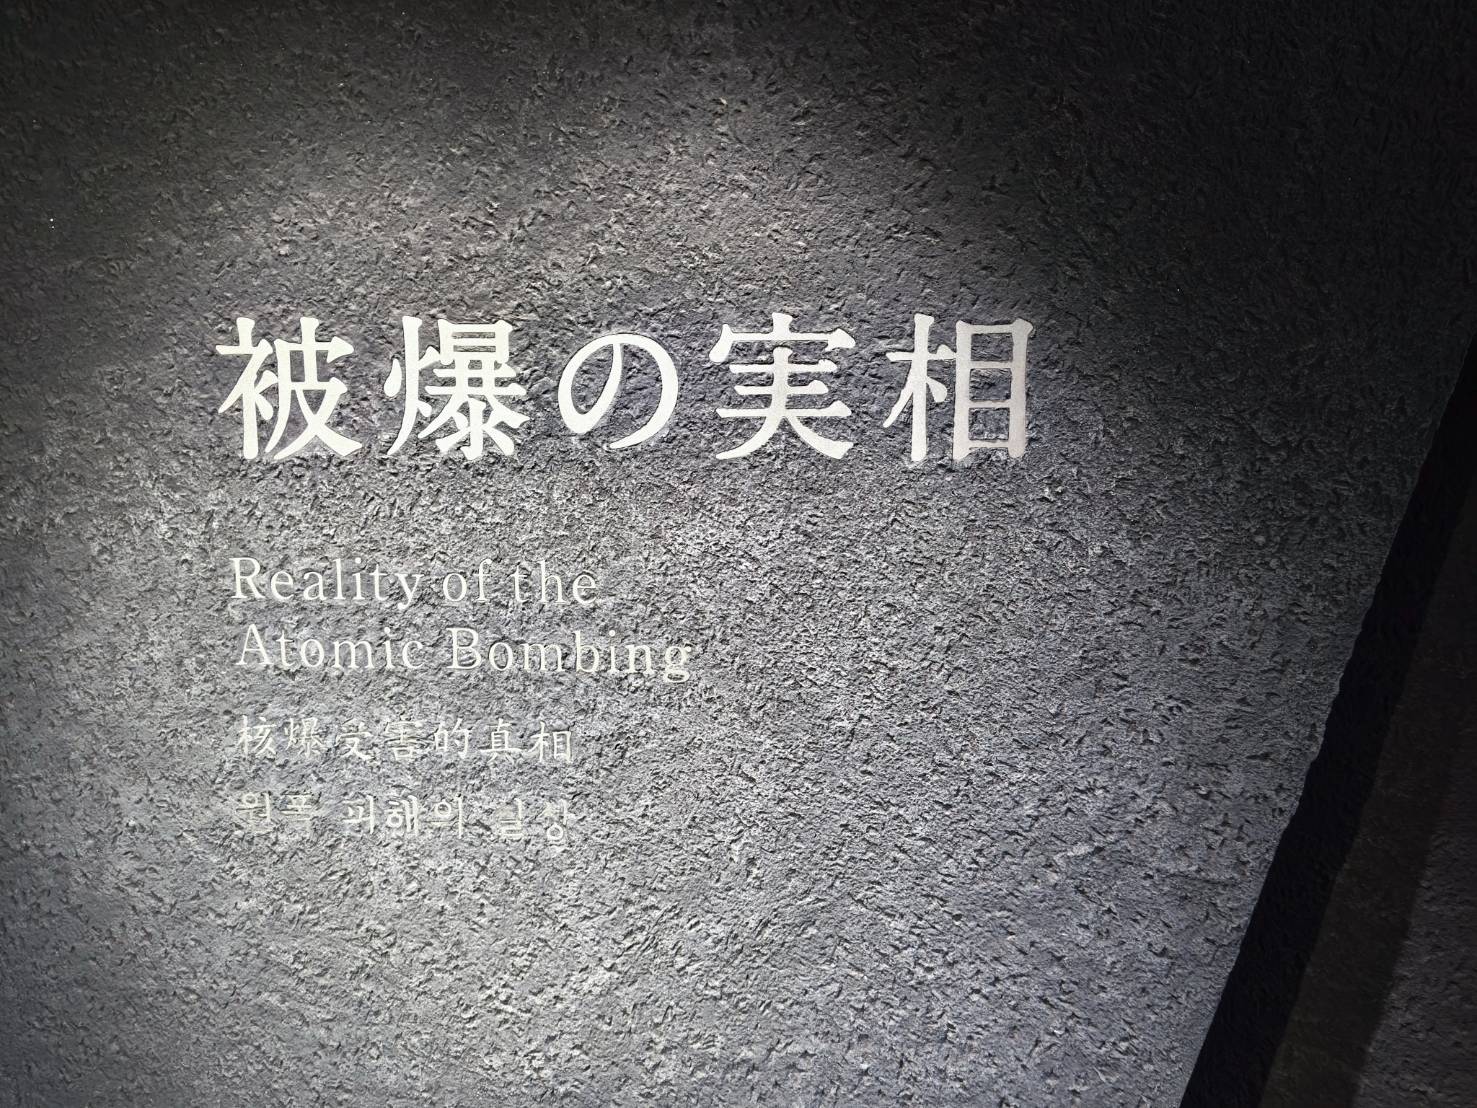 被爆の実相
Reality of the
Atomic Bombing
核爆受害的真相
원폭 피해의 실상